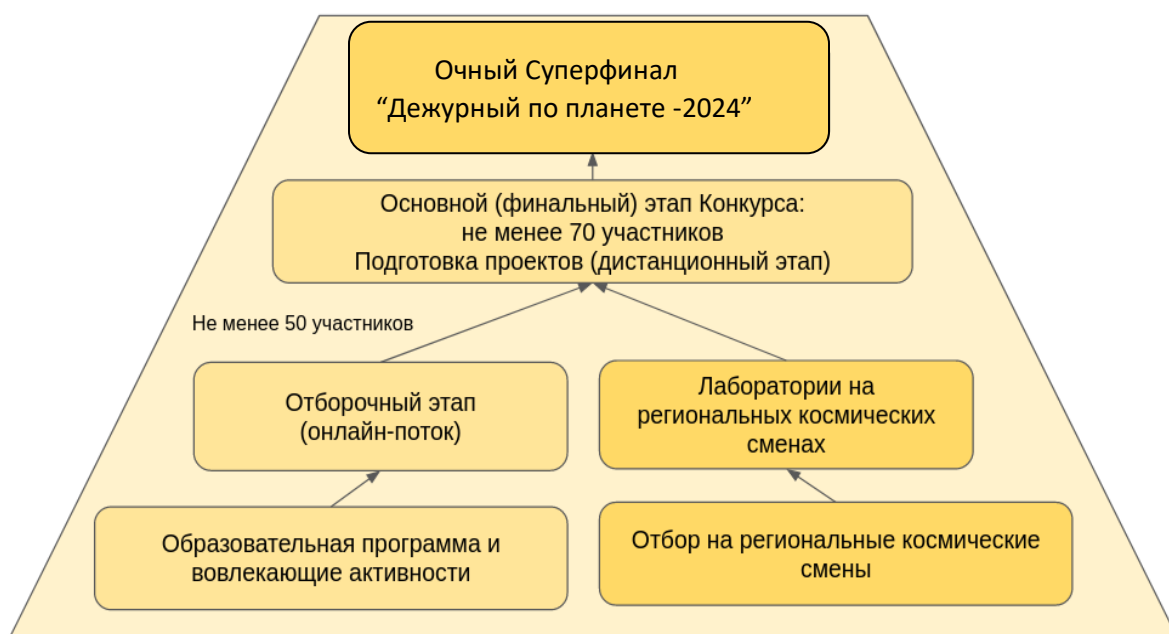 Очный Суперфинал
“Дежурный по планете -2024”
Основной (финальный) этап Конкурса:
не менее 70 участников
Подготовка проектов (дистанционный этап)
Не менее 50 участников
Отборочный этап
(онлайн-поток)
Лаборатории на
региональных космических
сменах
Образовательная программа и
вовлекающие активности
Отбор на региональные космические
смены